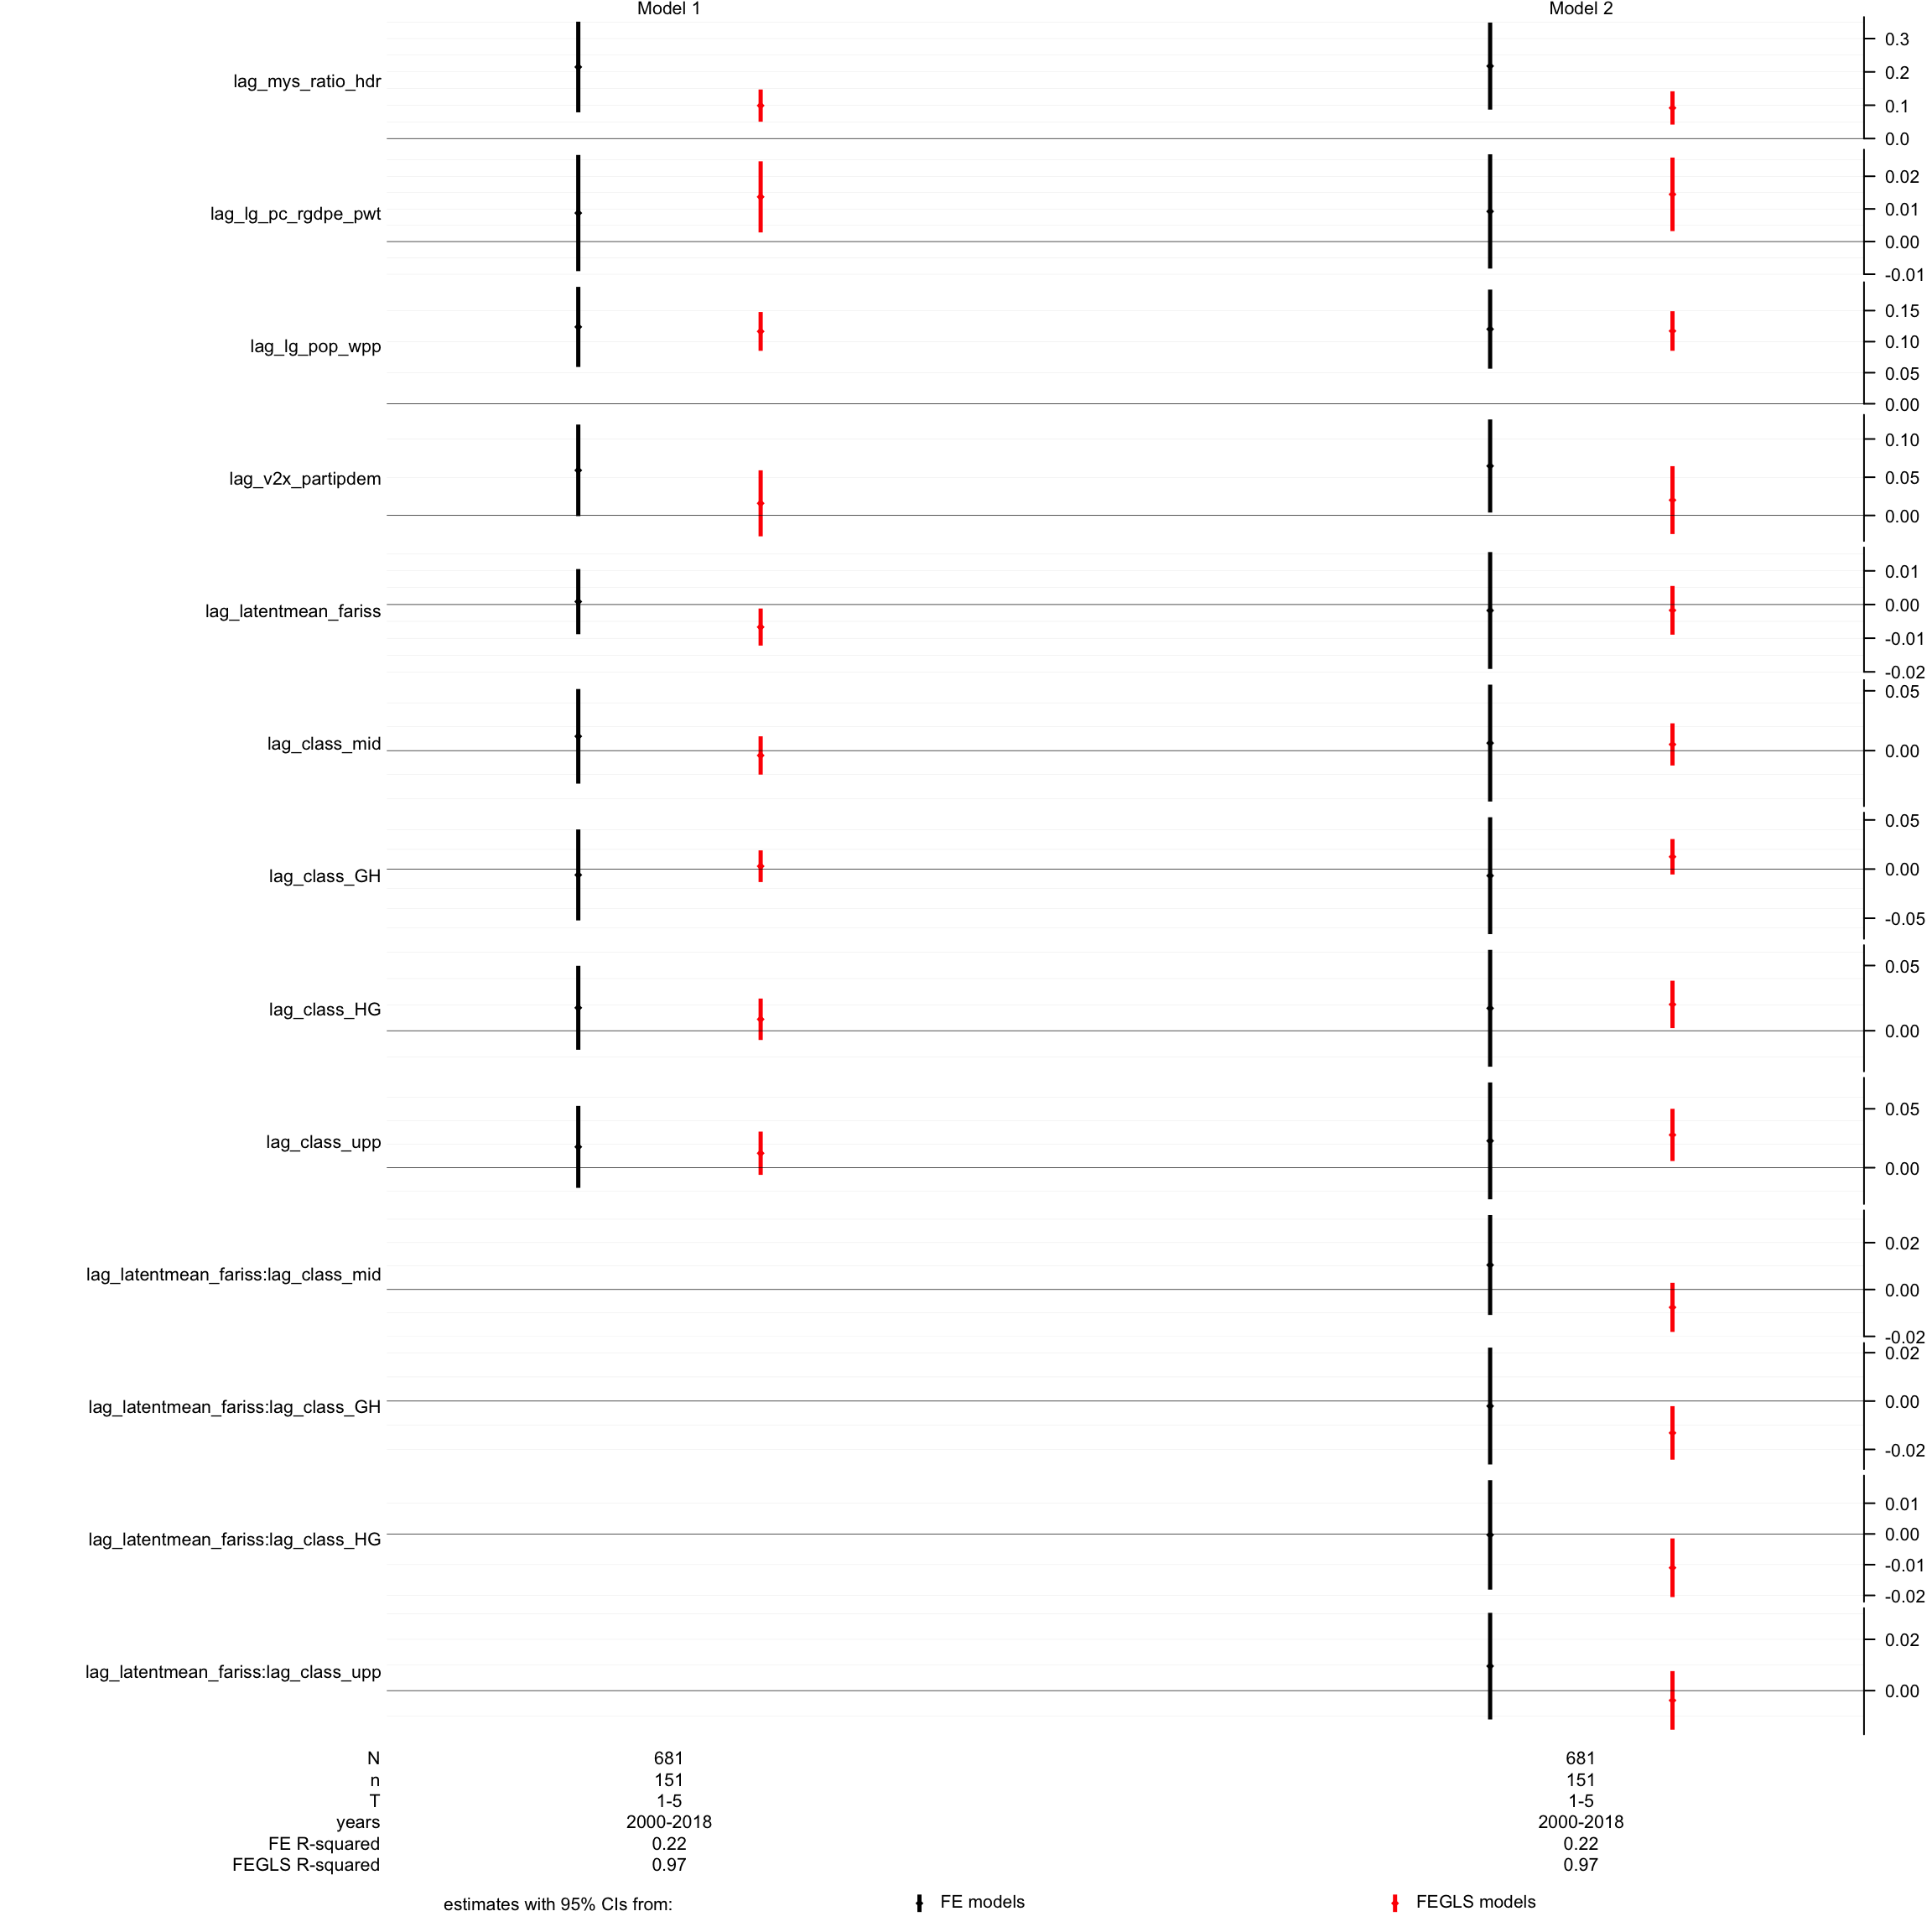 Model 1 Model 2
lag_mys_ratio_hdr
0.3
0.2
0.1
0.0
lag_lg_pc_rgdpe_pwt
0.02
0.01
0.00
-0.01
lag_lg_pop_wpp
0.15
0.10
0.05
0.00
lag_v2x_partipdem
0.10
0.05
0.00
lag_latentmean_fariss
0.01
0.00
-0.01
-0.02
lag_class_mid
0.05
0.00
lag_class_GH
0.05
0.00
-0.05
lag_class_HG
0.05
0.00
lag_class_upp
0.05
0.00
lag_latentmean_fariss:lag_class_mid
0.02
0.00
-0.02
lag_latentmean_fariss:lag_class_GH
0.02
0.00
-0.02
lag_latentmean_fariss:lag_class_HG
0.01
0.00
-0.01
-0.02
lag_latentmean_fariss:lag_class_upp
0.02
0.00
N 681 681
n 151 151
T 1-5 1-5
years 2000-2018 2000-2018
FE R-squared 0.22 0.22
FEGLS R-squared 0.97 0.97
estimates with 95% CIs from: FE models FEGLS models